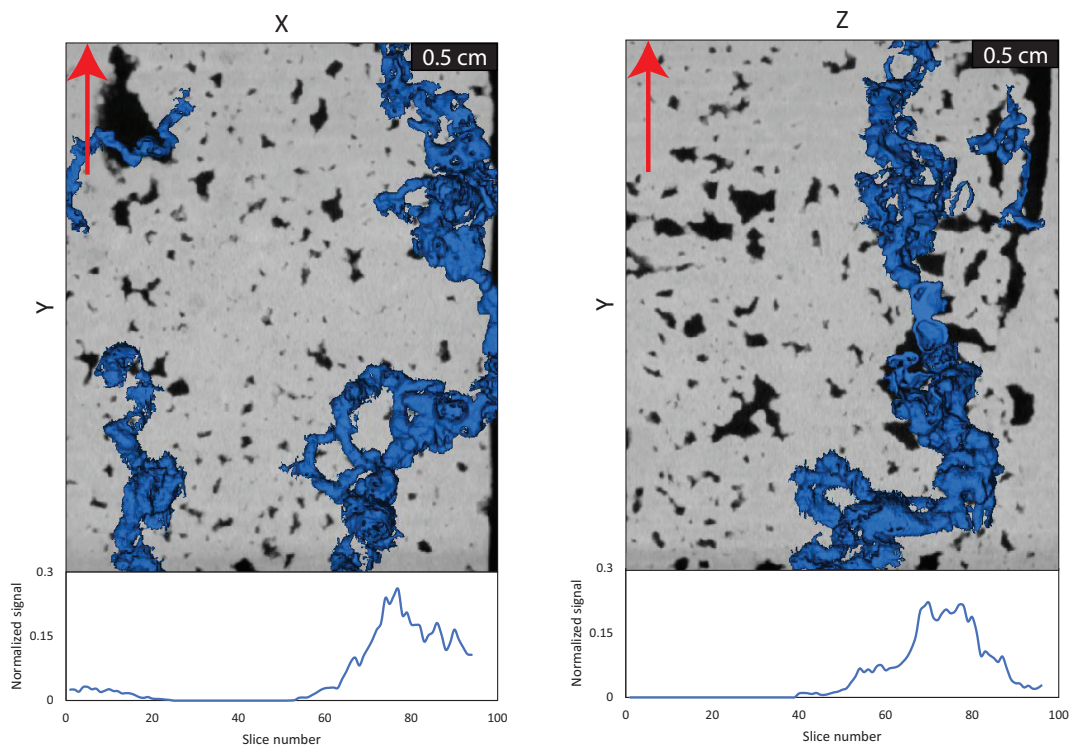 X
0.5 cm
Y
0.3
Normalized signal
0.15
0
0 20 40 60 80 100
Slice number
Z
0.5 cm
Y
0.3
Normalized signal
0.15
0
0 20 40 60 80 100
Slice number